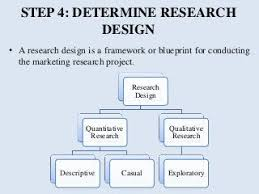 STEP 4: DETERMINE RESEARCH
DESIGN
• A research design is a framework or blueprint for conducting
the marketing research project.
Research
Design
Quantitative
Research
Qualitative
Research
Descriptive
Casual
Exploratory